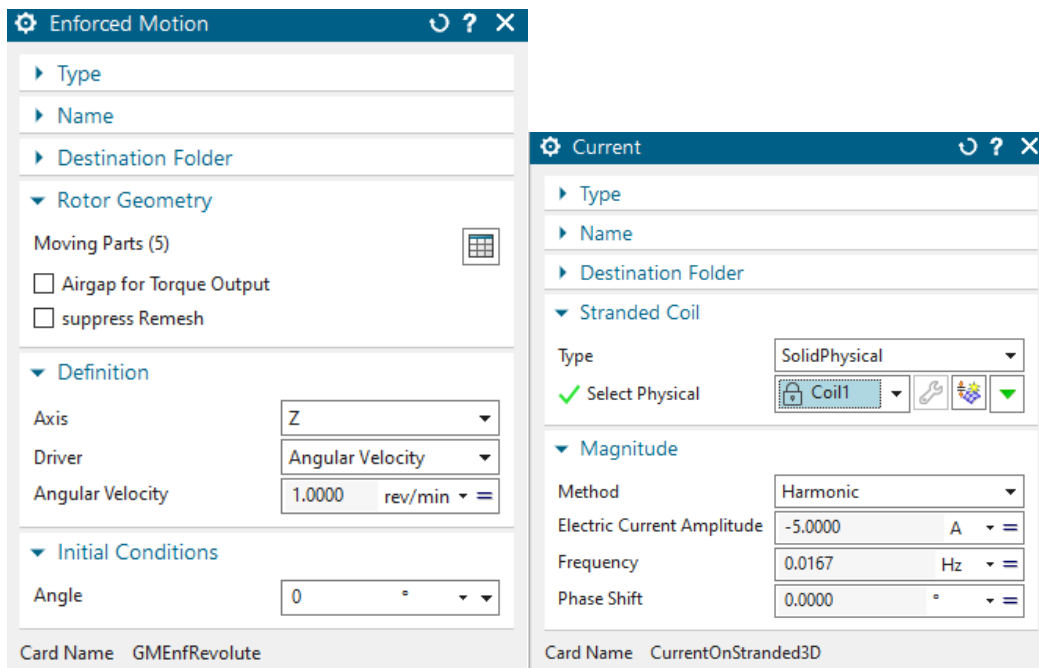 Enforced Motion
Type
Name
Destination Folder
Rotor Geometry
Moving Parts (5)
Airgap for Torque Output
suppress Remesh
Definition
Axis Z
Driver Angular Velocity
Angular Velocity 1.0000 rev/min
Initial Conditions
Angle 0 °
Card Name GMEnfRevolute
Current
Type
Name
Destination Folder
Stranded Coil
Type SolidPhysical
Select Physical Coil1
Magnitude
Method Harmonic
Electric Current Amplitude -5.0000 A
Frequency 0.0167 Hz
Phase Shift 0.0000 °
Card Name CurrentOnStranded3D